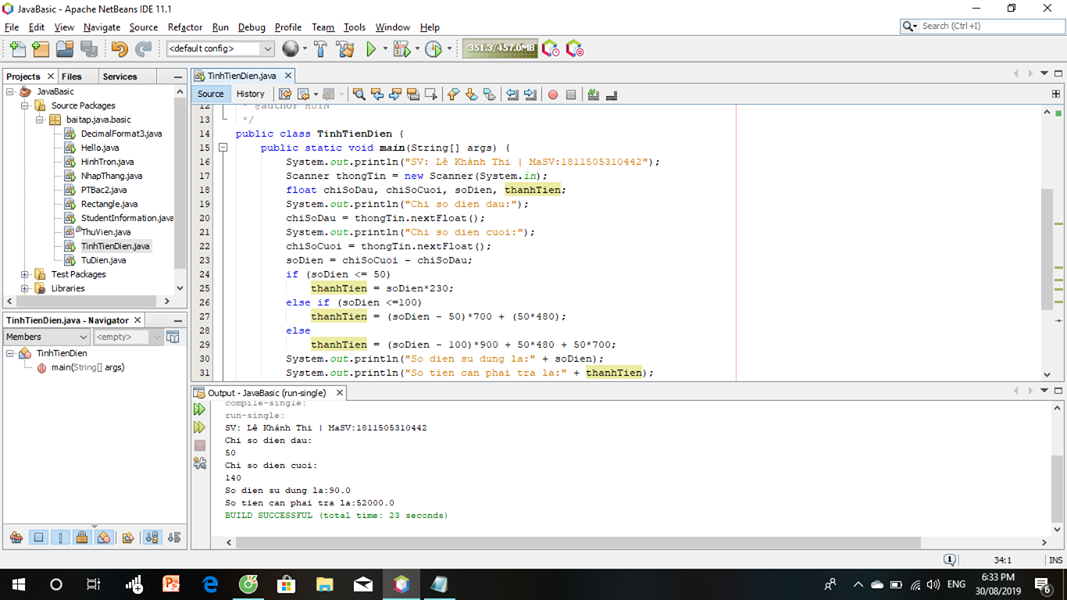 JavaBasic - Apache NetBeans IDE 11.1
File Edit View Navigate Source Refactor Run Debug Profile Team Tools Window Help
Search (Ctrl+I)
<default config>
351.3/457.0MB
Projects Files Services
JavaBasic
Source Packages
baitap.java.basic
DecimalFormat3.java
Hello.java
HinhTron.java
NhapThang.java
PTBac2.java
Rectangle.java
StudentInformation.java
ThuVien.java
TinhTienDien.java
TuDien.java
Test Packages
Libraries
TinhTienDien.java - Navigator
Members <empty>
TinhTienDien
main(String[] args)
TinhTienDien.java
Source History
12 * @author HOIN
13 */
14 public class TinhTienDien {
15 public static void main(String[] args) {
16 System.out.println("SV: Lê Khánh Thi | MaSV:1811505310442");
17 Scanner thongTin = new Scanner(System.in);
18 float chiSoDau, chiSoCuoi, soDien, thanhTien;
19 System.out.println("Chi so dien dau:");
20 chiSoDau = thongTin.nextFloat();
21 System.out.println("Chi so dien cuoi:");
22 chiSoCuoi = thongTin.nextFloat();
23 soDien = chiSoCuoi - chiSoDau;
24 if (soDien <= 50)
25 thanhTien = soDien*230;
26 else if (soDien <=100)
27 thanhTien = (soDien - 50)*700 + (50*480);
28 else
29 thanhTien = (soDien - 100)*900 + 50*480 + 50*700;
30 System.out.println("So dien su dung la:" + soDien);
31 System.out.println("So tien can phai tra la:" + thanhTien);
Output - JavaBasic (run-single)
compile-single:
run-single:
SV: Lê Khánh Thi | MaSV:1811505310442
Chi so dien dau:
50
Chi so dien cuoi:
140
So dien su dung la:90.0
So tien can phai tra la:52000.0
BUILD SUCCESSFUL (total time: 23 seconds)
1 34:1 INS
ENG
6:33 PM
30/08/2019
6